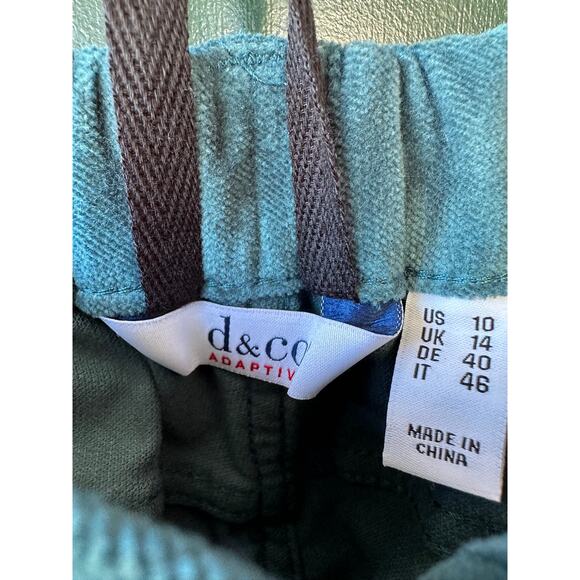 d&co
ADAPTIV
US 10
UK 14
DE 40
IT 46
MADE IN
CHINA